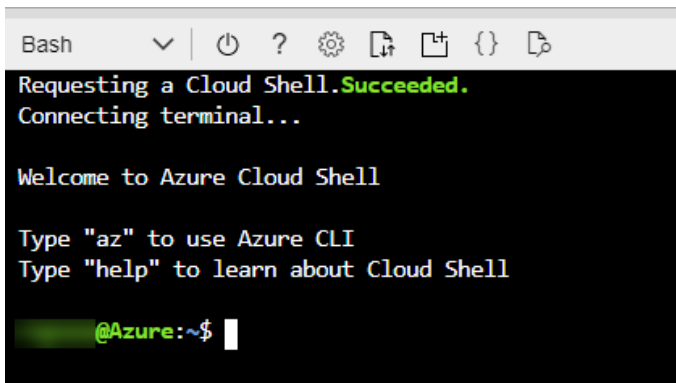 Bash
Requesting a Cloud Shell.Succeeded.
Connecting terminal...
Welcome to Azure Cloud Shell
Type "az" to use Azure CLI
Type "help" to learn about Cloud Shell
@Azure:~$